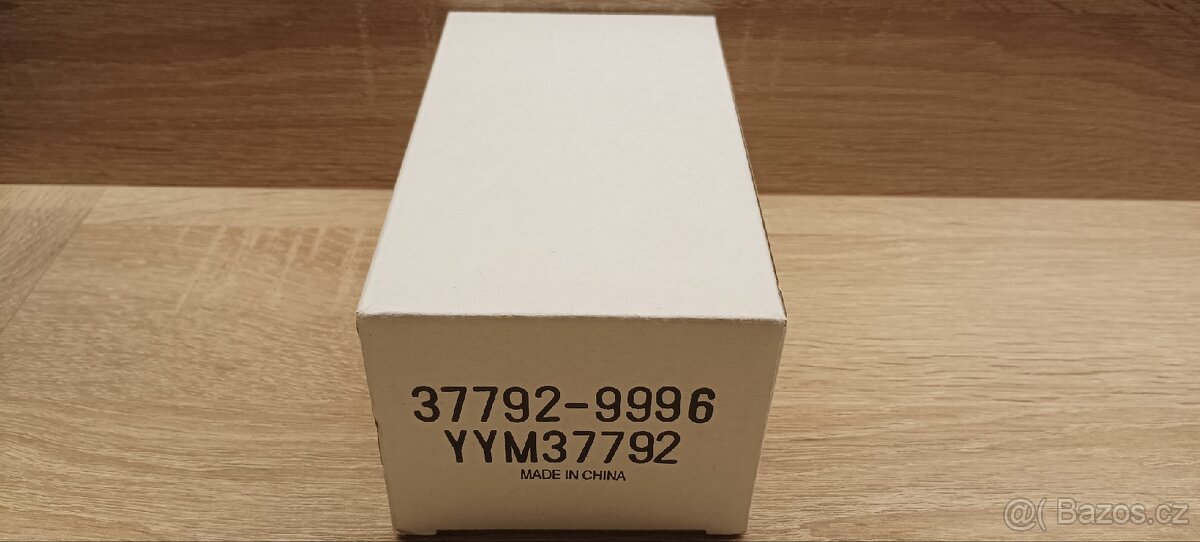 37792-9996
YYM37792
MADE IN CHINA
@( Bazos.cz